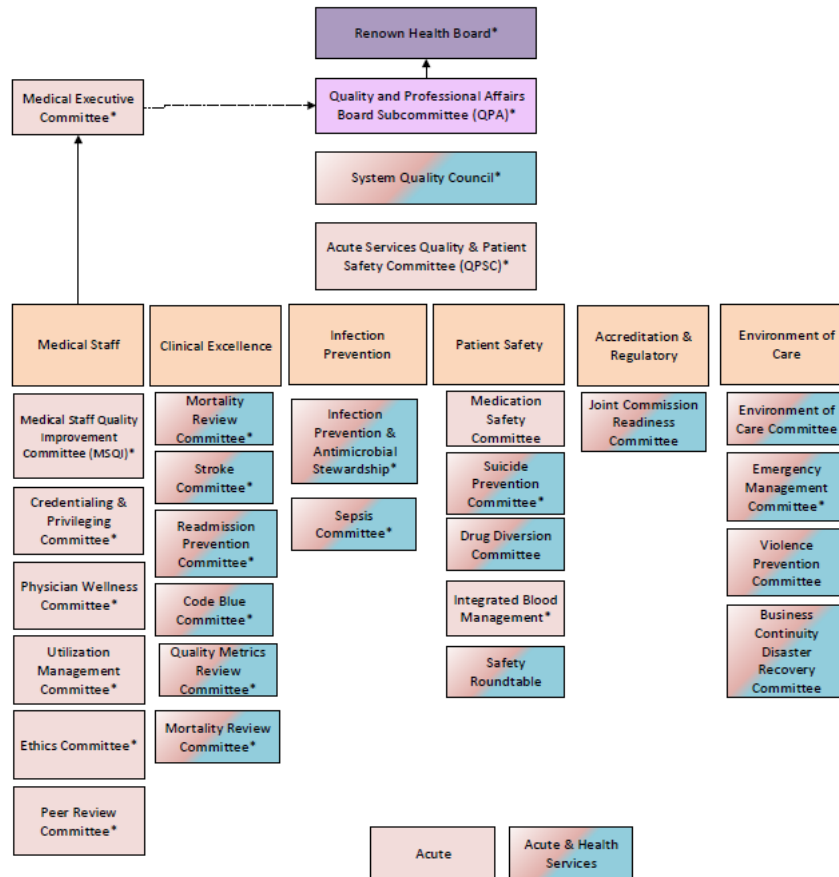 Renown Health Board*
Medical Executive
Committee*
Quality and Professional Affairs
Board Subcommittee (QPA)*
System Quality Council*
Acute Services Quality & Patient
Safety Committee (QPSC)*
Medical Staff
Clinical Excellence
Infection
Prevention
Patient Safety
Accreditation &
Regulatory
Environment of
Care
Medical Staff Quality
Improvement
Committee (MSQI)*
Credentialing &
Privileging
Committee*
Physician Wellness
Committee*
Utilization
Management
Committee*
Ethics Committee*
Peer Review
Committee*
Mortality
Review
Committee*
Stroke
Committee*
Readmission
Prevention
Committee*
Code Blue
Committee*
Quality Metrics
Review
Committee*
Mortality Review
Committee*
Infection
Prevention &
Antimicrobial
Stewardship*
Sepsis
Committee*
Medication
Safety
Committee
Suicide
Prevention
Committee*
Drug Diversion
Committee
Integrated Blood
Management*
Safety
Roundtable
Joint Commission
Readiness
Committee
Environment of
Care Committee
Emergency
Management
Committee*
Violence
Prevention
Committee
Business
Continuity
Disaster
Recovery
Committee
Acute
Acute & Health
Services